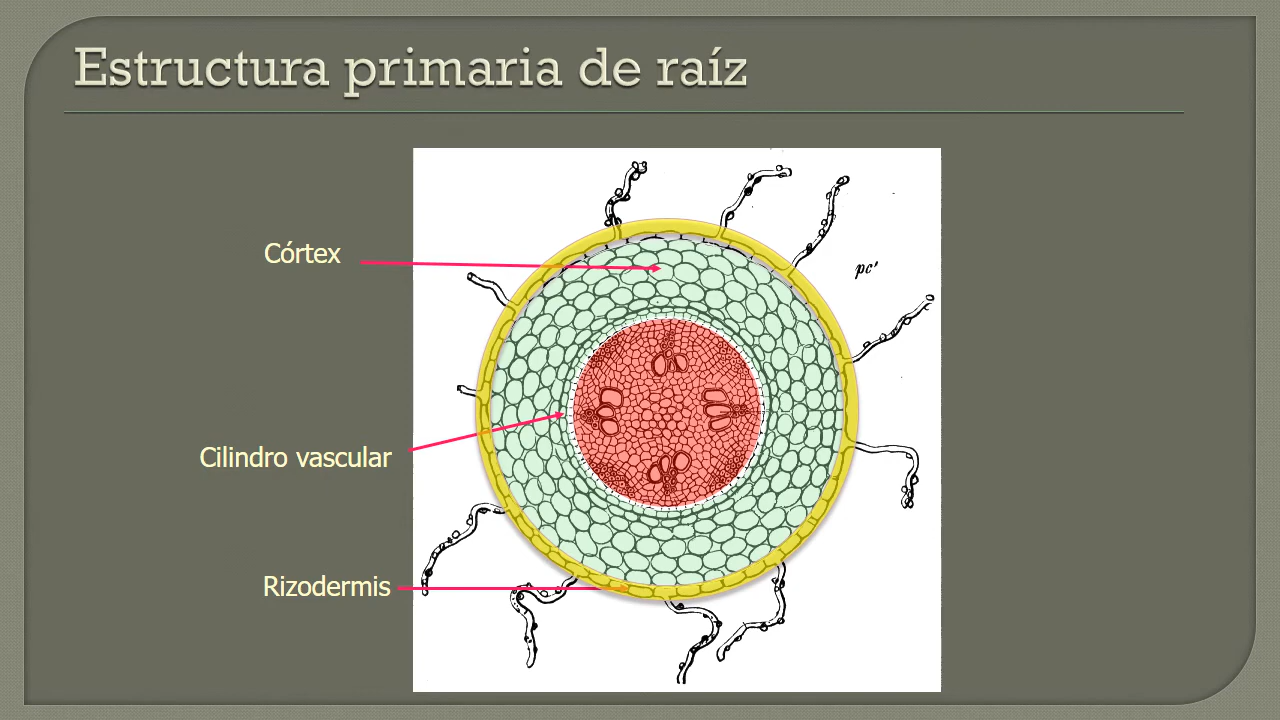 Estructura primaria de raíz
Córtex
pc'
Cilindro vascular
Rizodermis